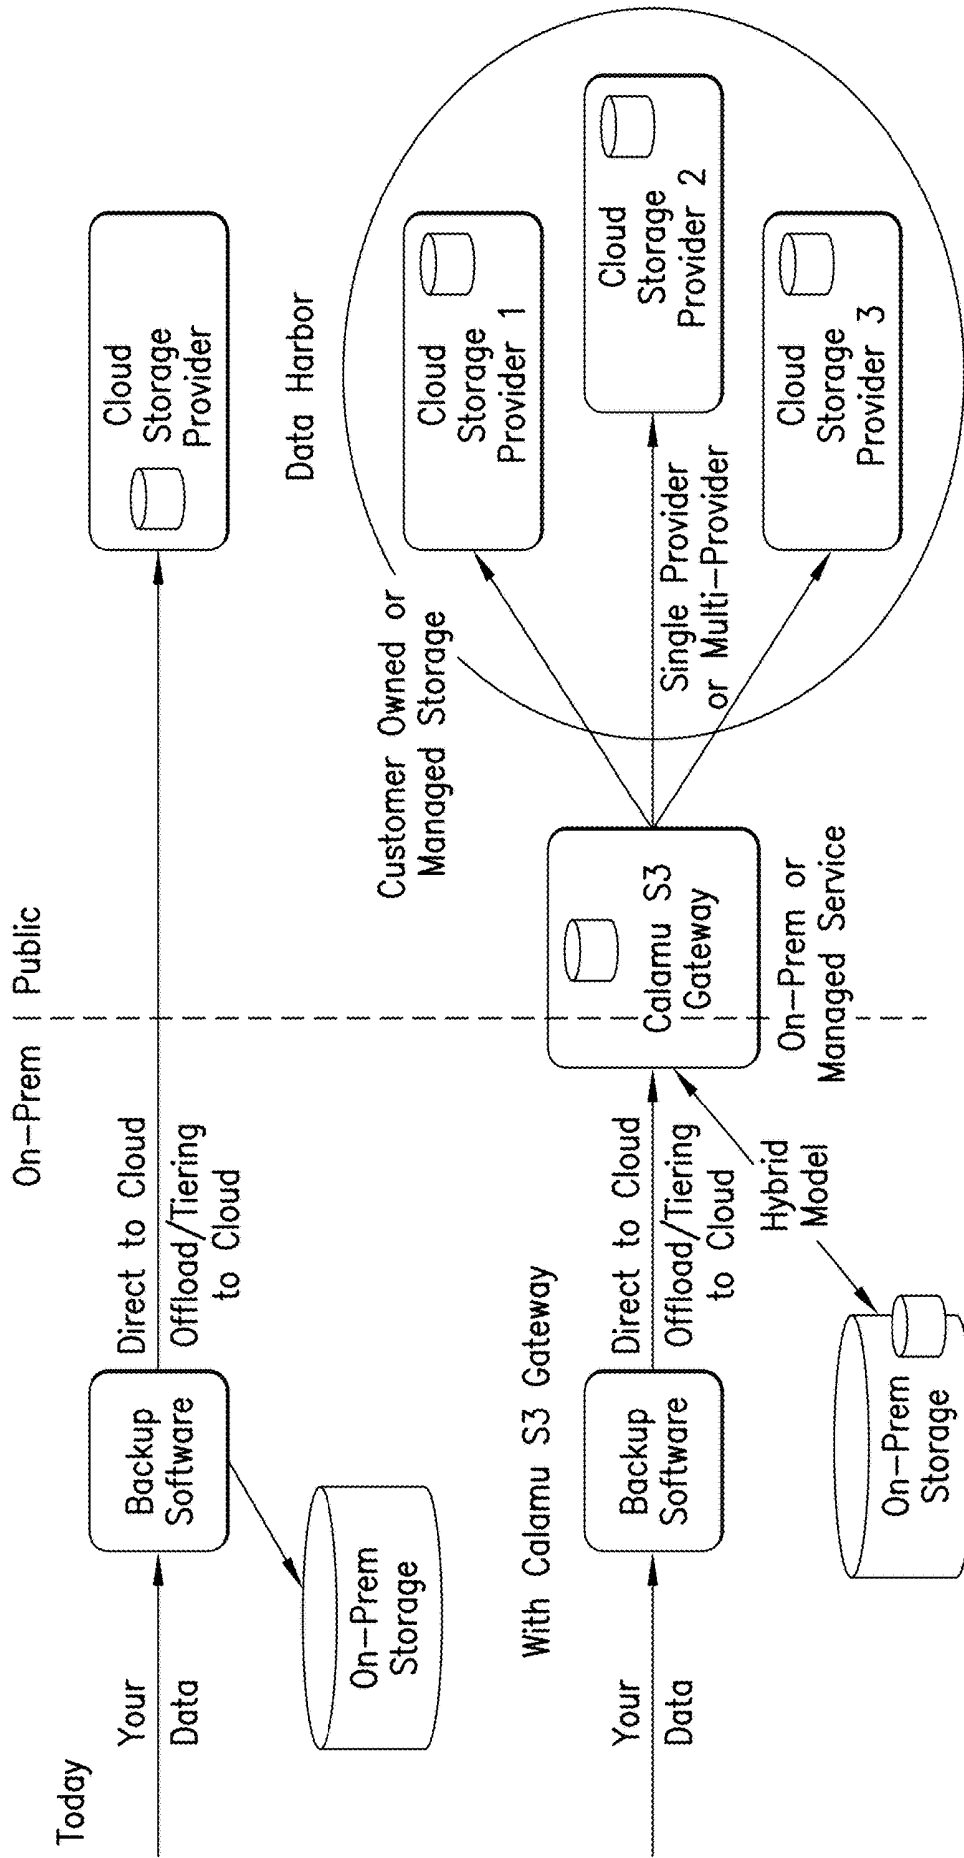 On-Prem | Public
Today
Your
Data
Backup
Software
Direct to Cloud
Offload/Tiering
to Cloud
Cloud
Storage
Provider
On-Prem
Storage
Data Harbor
With Calamu S3 Gateway
Your
Data
Backup
Software
Direct to Cloud
Offload/Tiering
to Cloud
Calamu S3
Gateway
On-Prem or
Managed Service
Hybrid
Model
On-Prem
Storage
Customer Owned or
Managed Storage
Single Provider
or Multi-Provider
Cloud
Storage
Provider 1
Cloud
Storage
Provider 2
Cloud
Storage
Provider 3